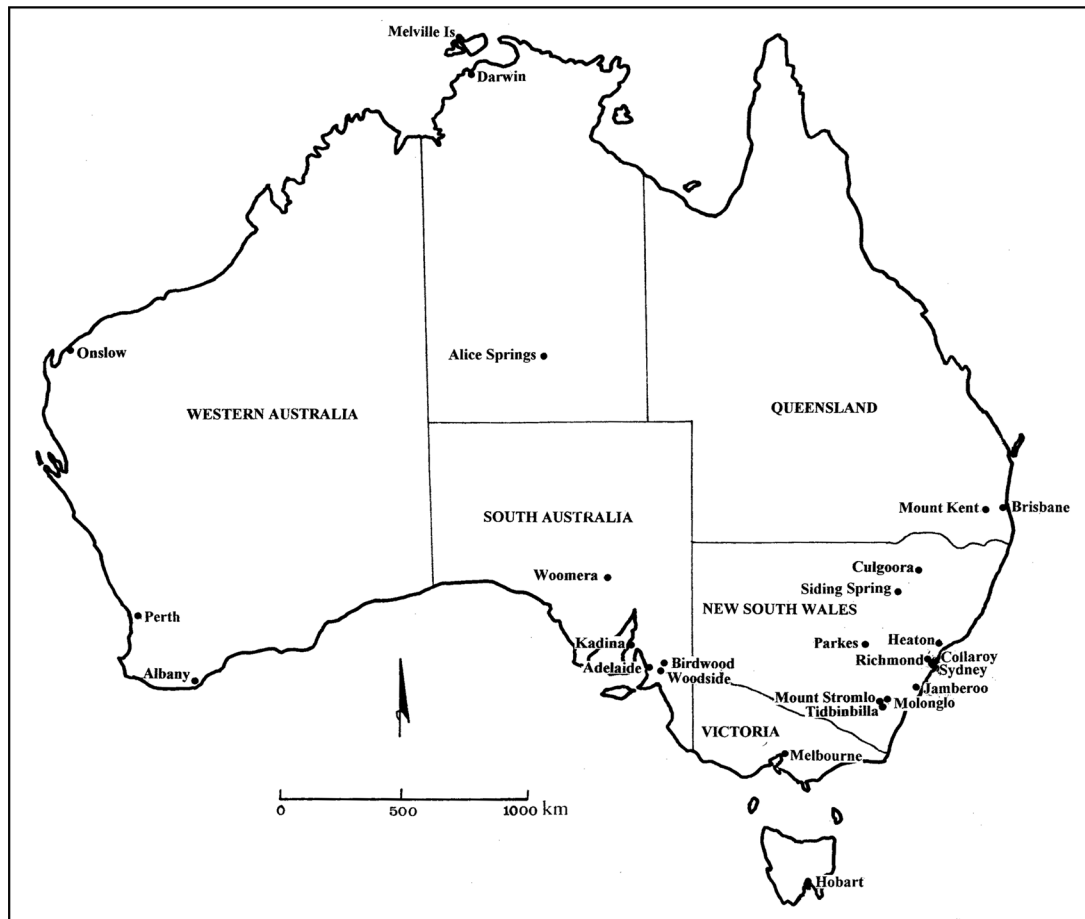 Melville Is
Darwin
Onslow
Alice Springs
WESTERN AUSTRALIA
QUEENSLAND
Mount Kent
Brisbane
SOUTH AUSTRALIA
Culgoora
Woomera
Siding Spring
NEW SOUTH WALES
Perth
Kadina
Parkes
Heaton
Richmond
Collaroy
Adelaide
Birdwood
Sydney
Albany
Woodside
Jamberoo
Mount Stromlo
Molonglo
Tidbinbilla
VICTORIA
Melbourne
0 500 1000 km
Hobart